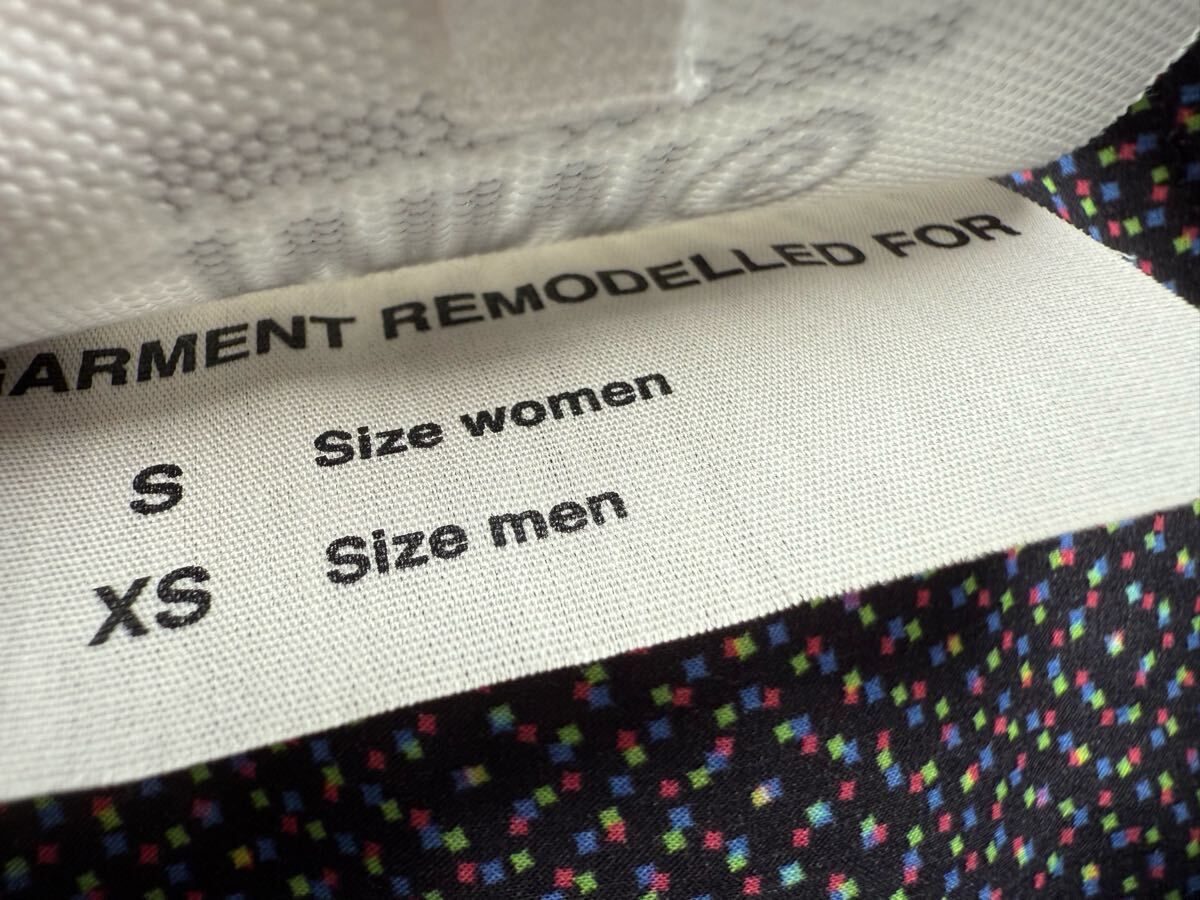 GARMENT REMODELLED FOR
S Size women
XS Size men